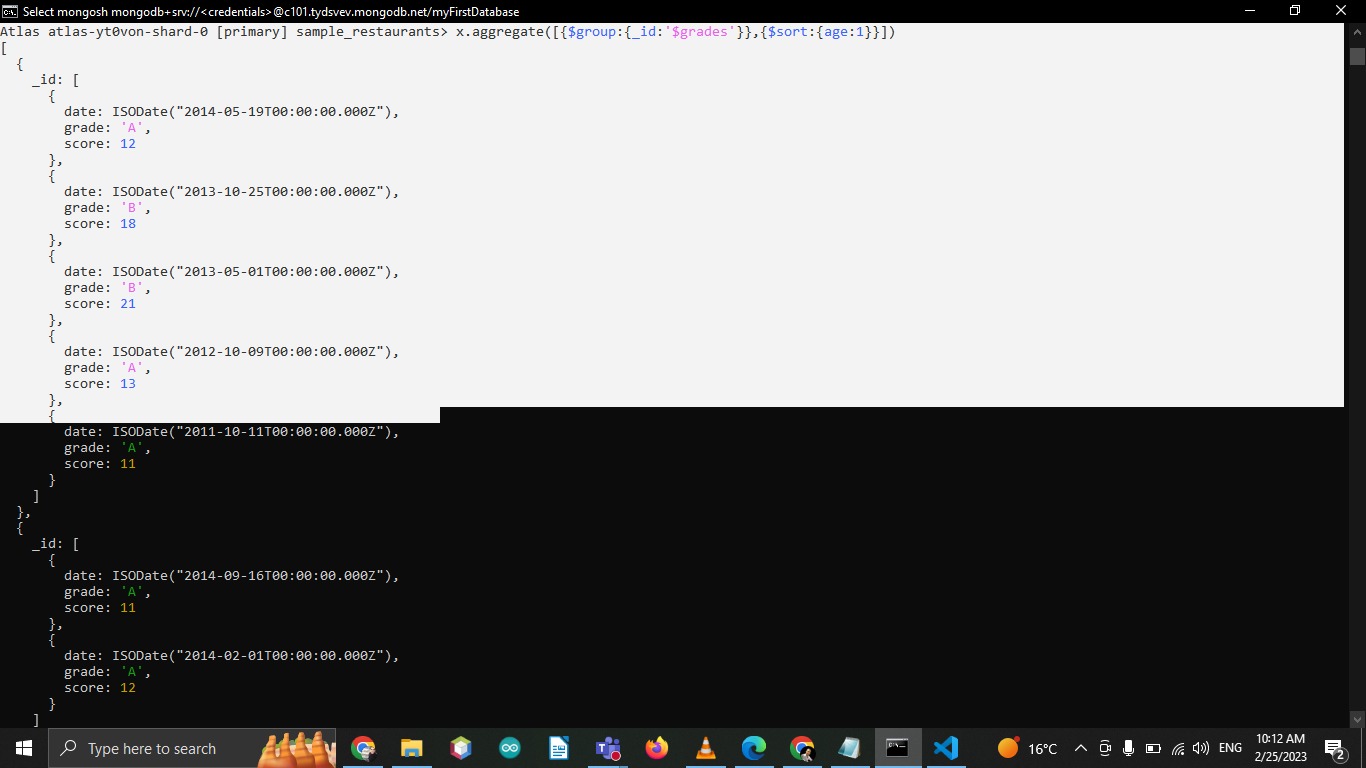 Select mongosh mongodb+srv://<credentials>@c101.tydsvev.mongodb.net/myFirstDatabase
Atlas atlas-yt0von-shard-0 [primary] sample_restaurants> x.aggregate([{$group:{_id:'$grades'}},{$sort:{age:1}}])
[
  {
    _id: [
      {
        date: ISODate("2014-05-19T00:00:00.000Z"),
        grade: 'A',
        score: 12
      },
      {
        date: ISODate("2013-10-25T00:00:00.000Z"),
        grade: 'B',
        score: 18
      },
      {
        date: ISODate("2013-05-01T00:00:00.000Z"),
        grade: 'B',
        score: 21
      },
      {
        date: ISODate("2012-10-09T00:00:00.000Z"),
        grade: 'A',
        score: 13
      },
      {
        date: ISODate("2011-10-11T00:00:00.000Z"),
        grade: 'A',
        score: 11
      }
    ]
  },
  {
    _id: [
      {
        date: ISODate("2014-09-16T00:00:00.000Z"),
        grade: 'A',
        score: 11
      },
      {
        date: ISODate("2014-02-01T00:00:00.000Z"),
        grade: 'A',
        score: 12
      }
    ]
Type here to search
16°C
ENG
10:12 AM
2/25/2023
2